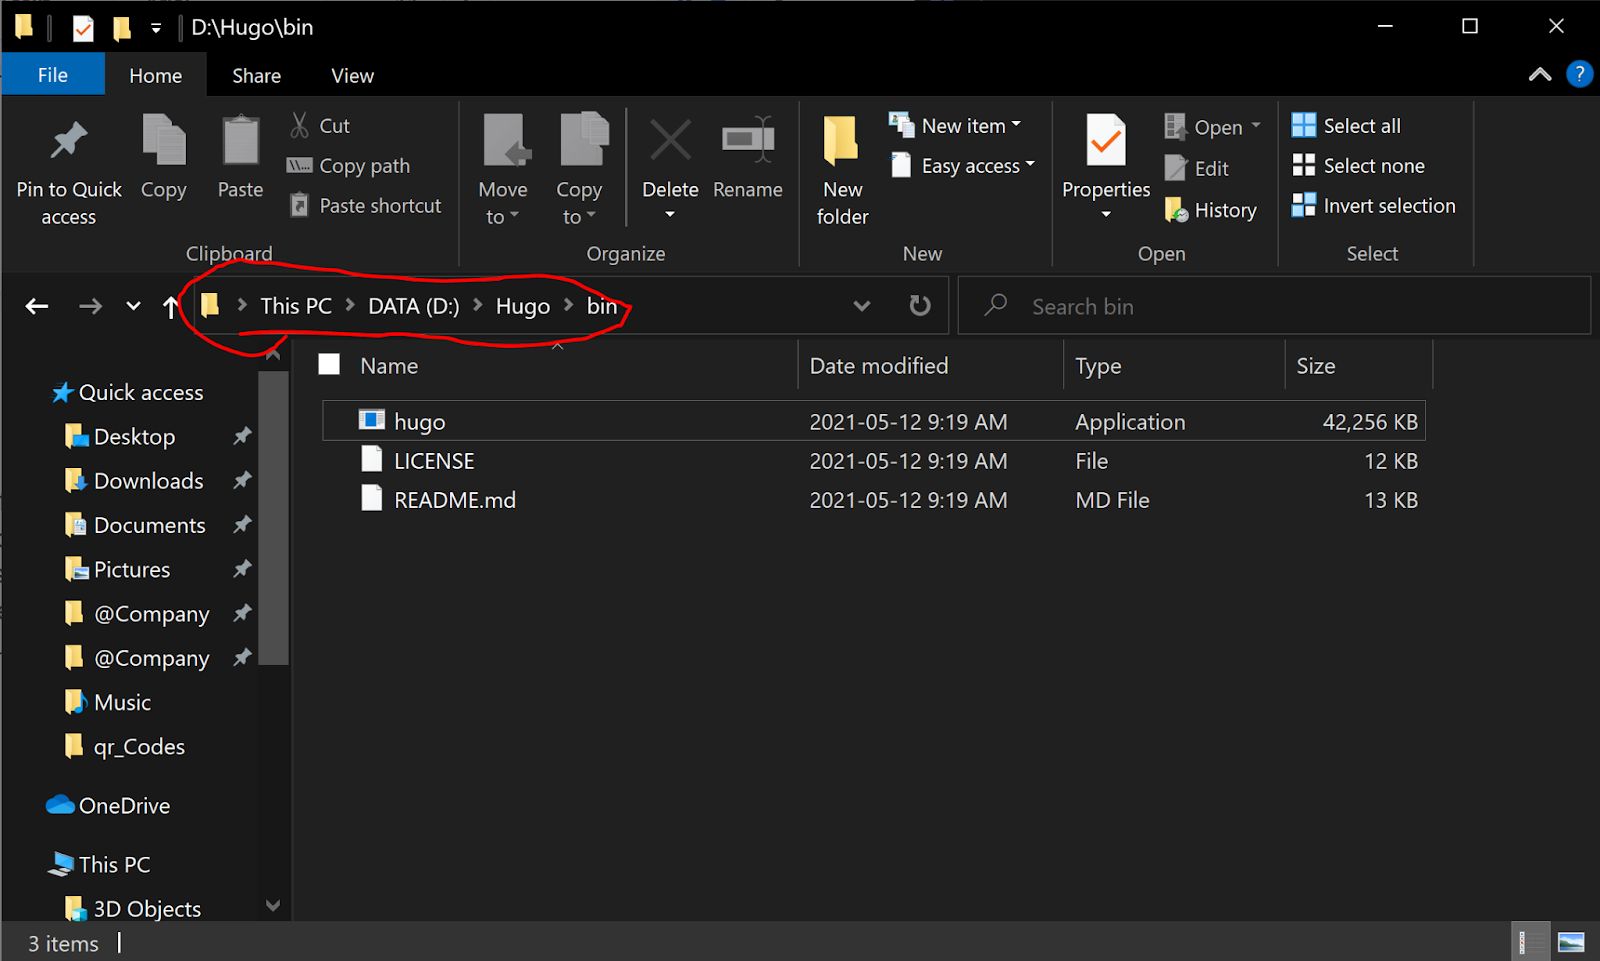 D:\Hugo\bin
File Home Share View
?
Pin to Quick access
Copy
Paste
Cut
Copy path
Paste shortcut
Clipboard
Move to
Copy to
Delete
Rename
Organize
New folder
New item
Easy access
New
Properties
Open
Edit
History
Open
Select all
Select none
Invert selection
Select
This PC DATA (D:) Hugo bin
Search bin
Name Date modified Type Size
hugo 2021-05-12 9:19 AM Application 42,256 KB
LICENSE 2021-05-12 9:19 AM File 12 KB
README.md 2021-05-12 9:19 AM MD File 13 KB
Quick access
Desktop
Downloads
Documents
Pictures
@Company
@Company
Music
qr_Codes
OneDrive
This PC
3D Objects
3 items